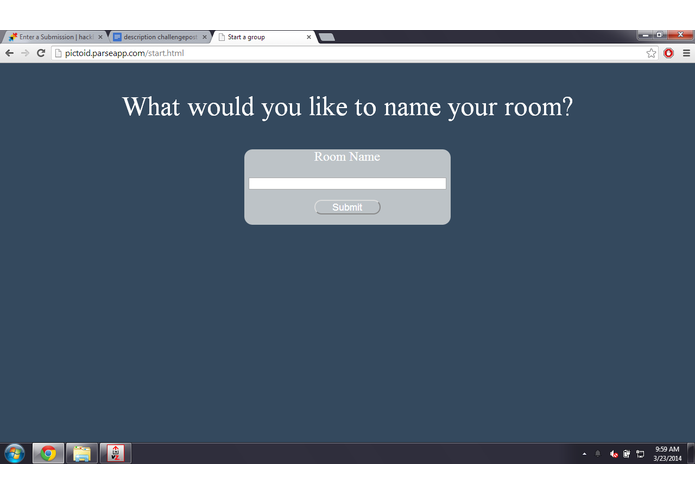 Enter a Submission | hack
description challengepost
Start a group
pictoid.parseapp.com/start.html
What would you like to name your room?
Room Name
Submit
9:59 AM
3/23/2014